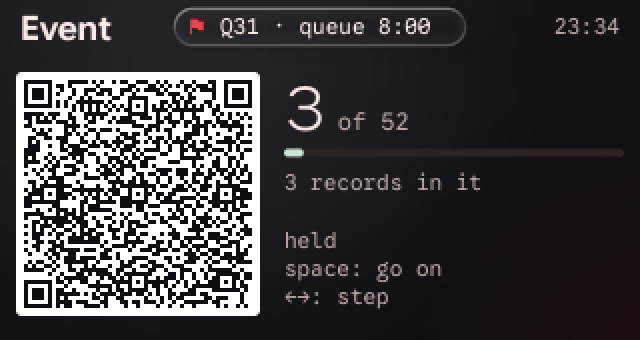 Event
Q31 · queue 8:00
23:34
3 of 52
3 records in it
held
space: go on
↔: step